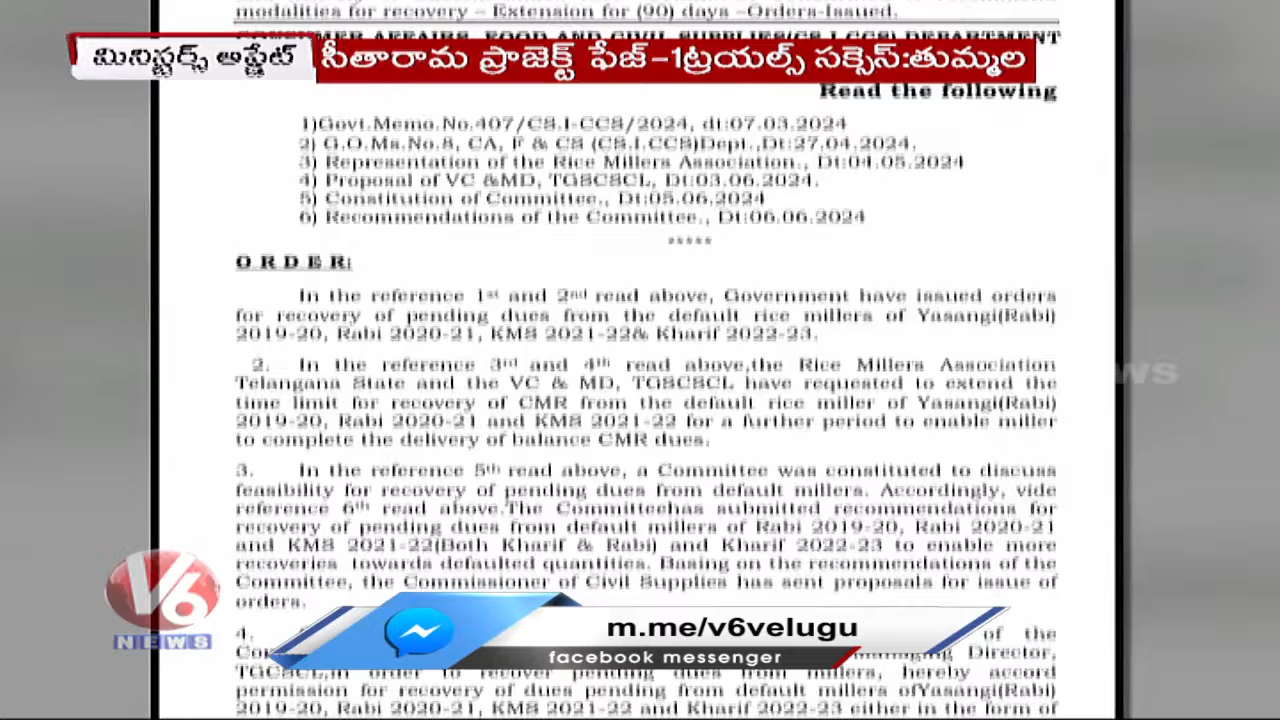 modalities for recovery – Extension for (90) days –Orders-Issued.
మినిస్టర్స్ అప్డేట్
సీతారామ ప్రాజెక్ట్ ఫేజ్-1ట్రయల్స్ సక్సెస్:తుమ్మల
Read the following
1)Govt.Memo.No.407/CS.I-CCS/2024, dt:07.03.2024
2) G.O.Ms.No.8, CA, F & CS (CS.I.CCS)Dept.,Dt:27.04.2024.
3) Representation of the Rice Millers Association., Dt:04.05.2024
4) Proposal of VC &MD, TGSCSCL, Dt:03.06.2024.
5) Constitution of Committee., Dt:05.06.2024
6) Recommendations of the Committee., Dt:06.06.2024
*****
O R D E R:
In the reference 1st and 2nd read above, Government have issued orders
for recovery of pending dues from the default rice millers of Yasangi(Rabi)
2019-20, Rabi 2020-21, KMS 2021-22& Kharif 2022-23.
2. In the reference 3rd and 4th read above,the Rice Millers Association
Telangana State and the VC & MD, TGSCSCL have requested to extend the
time limit for recovery of CMR from the default rice miller of Yasangi(Rabi)
2019-20, Rabi 2020-21 and KMS 2021-22 for a further period to enable miller
to complete the delivery of balance CMR dues.
3. In the reference 5th read above, a Committee was constituted to discuss
feasibility for recovery of pending dues from default millers. Accordingly, vide
reference 6th read above.The Committeehas submitted recommendations for
recovery of pending dues from default millers of Rabi 2019-20, Rabi 2020-21
and KMS 2021-22(Both Kharif & Rabi) and Kharif 2022-23 to enable more
recoveries towards defaulted quantities. Basing on the recommendations of the
Committee, the Commissioner of Civil Supplies has sent proposals for issue of
orders.
4. of the
Director,
TGCSCL,in order to recover pending dues from millers, hereby accord
permission for recovery of dues pending from default millers ofYasangi(Rabi)
2019-20, Rabi 2020-21, KMS 2021-22 and Kharif 2022-23 either in the form of
V6
NEWS
m.me/v6velugu
facebook messenger